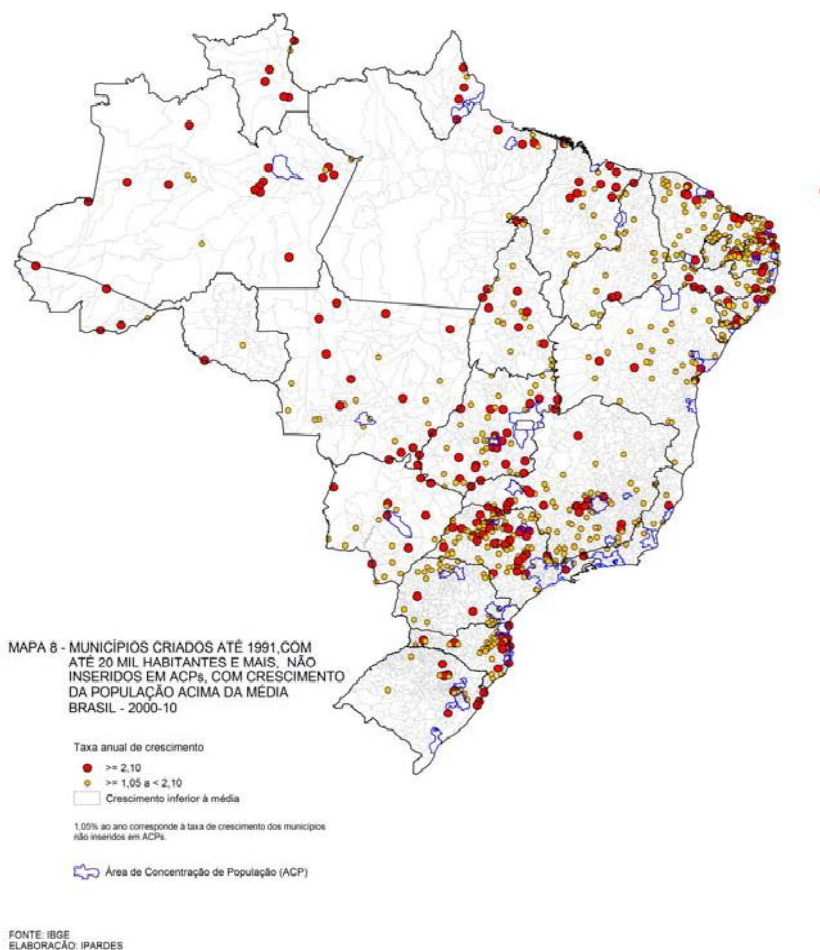 MAPA 8 - MUNICÍPIOS CRIADOS ATÉ 1991,COM
ATÉ 20 MIL HABITANTES E MAIS, NÃO
INSERIDOS EM ACPs, COM CRESCIMENTO
DA POPULAÇÃO ACIMA DA MÉDIA
BRASIL - 2000-10
Taxa anual de crescimento
>= 2,10
>= 1,05 a < 2,10
Crescimento inferior à média
1,05% ao ano corresponde à taxa de crescimento dos municípios
não inseridos em ACPs.
Área de Concentração de População (ACP)
FONTE: IBGE
ELABORAÇÃO: IPARDES